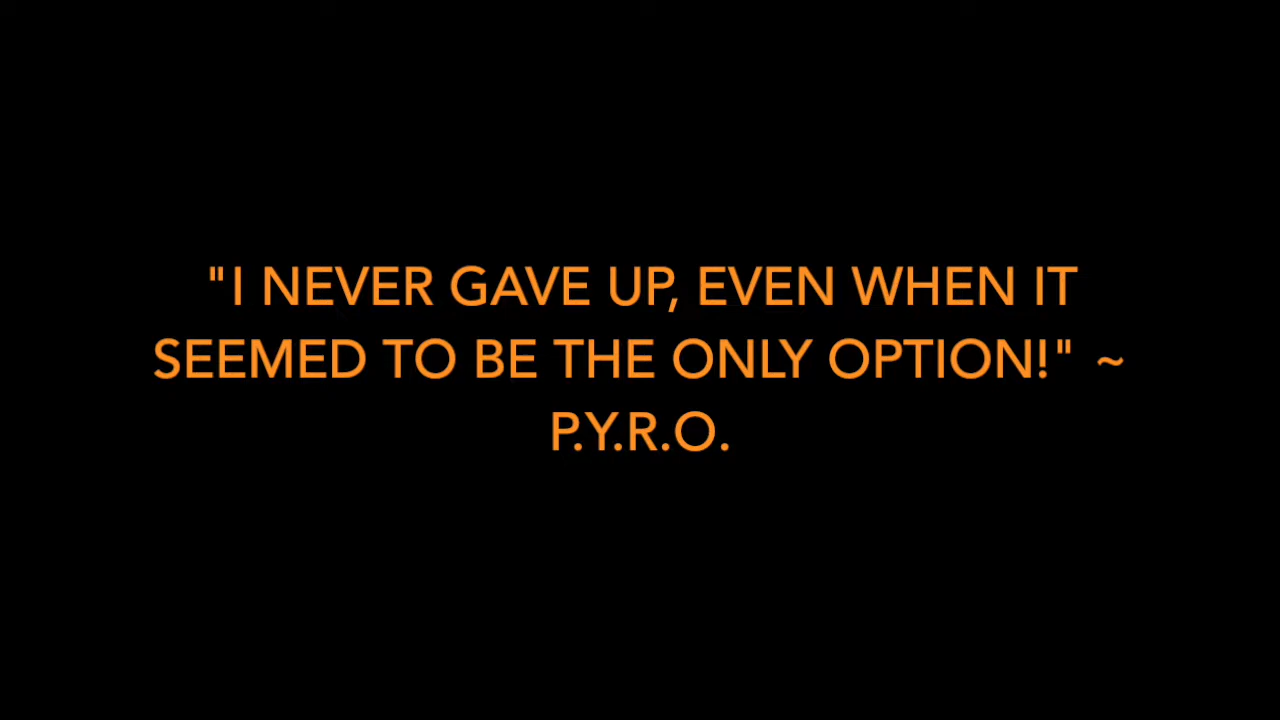 "I NEVER GAVE UP, EVEN WHEN IT
SEEMED TO BE THE ONLY OPTION!" ~
P.Y.R.O.